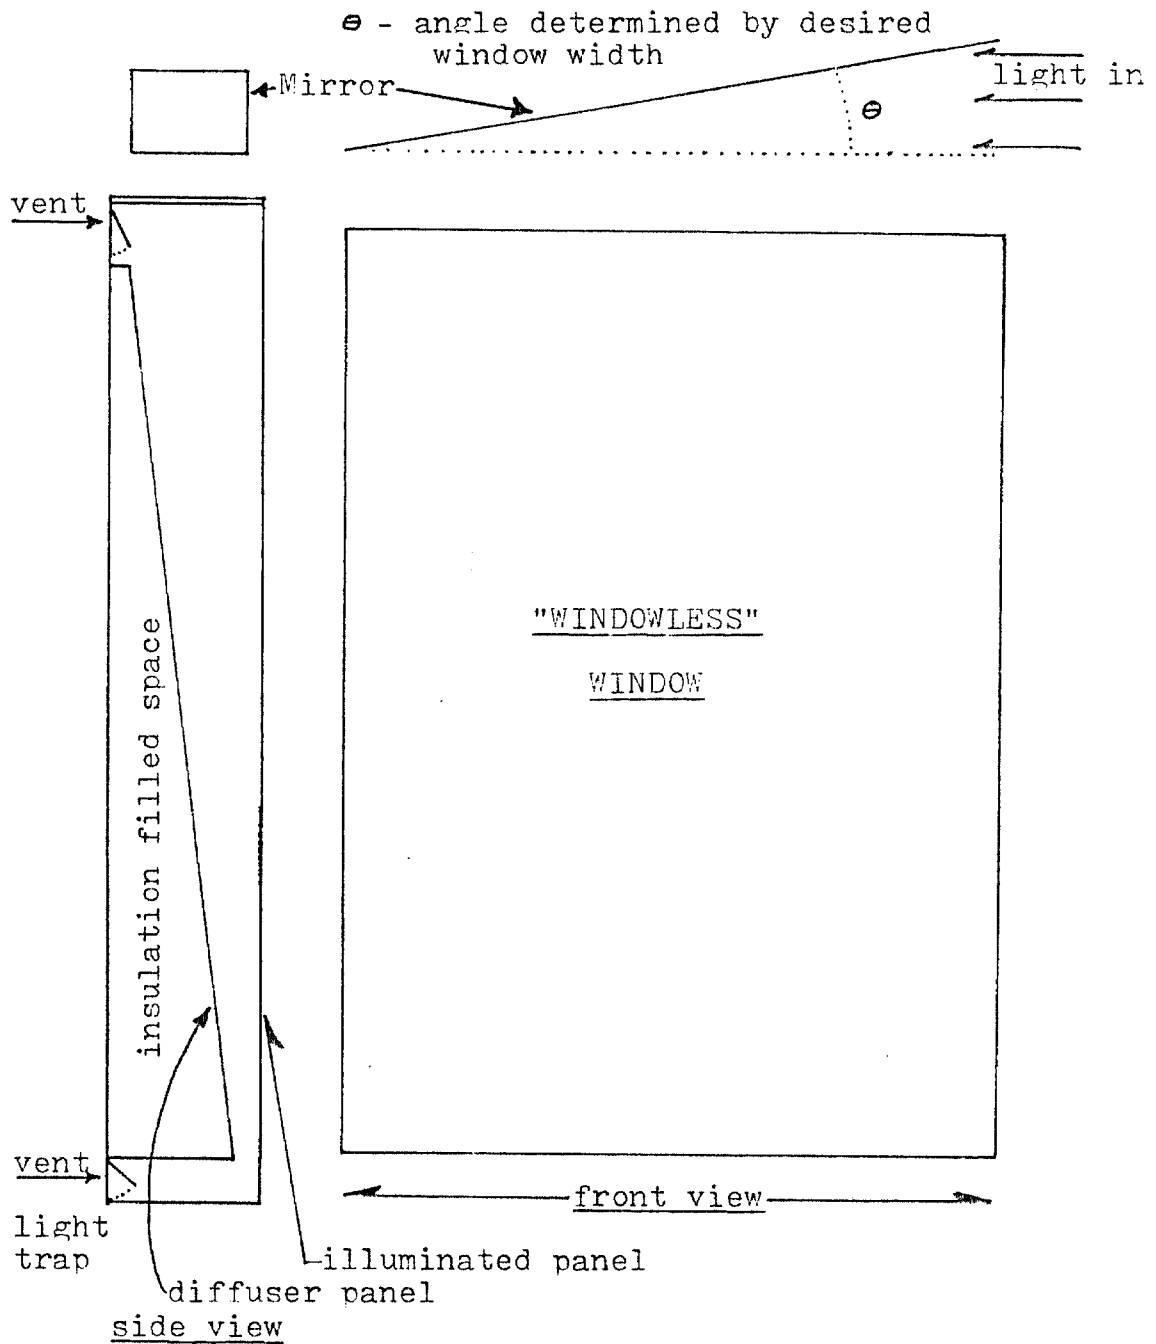 ɵ - angle determined by desired
window width
Mirror
light in
ɵ
vent
insulation filled space
"WINDOWLESS"
WINDOW
vent
front view
light
trap
illuminated panel
diffuser panel
side view